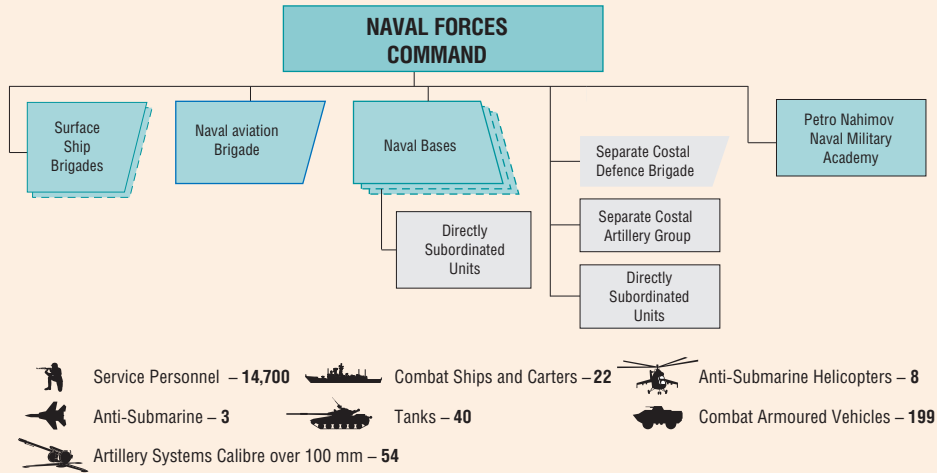 NAVAL FORCES
COMMAND
Surface
Ship
Brigades
Naval aviation
Brigade
Naval Bases
Separate Costal
Defence Brigade
Petro Nahimov
Naval Military
Academy
Directly
Subordinated
Units
Separate Costal
Artillery Group
Directly
Subordinated
Units
Service Personnel – 14,700
Combat Ships and Carters – 22
Anti-Submarine Helicopters – 8
Anti-Submarine – 3
Tanks – 40
Combat Armoured Vehicles – 199
Artillery Systems Calibre over 100 mm – 54